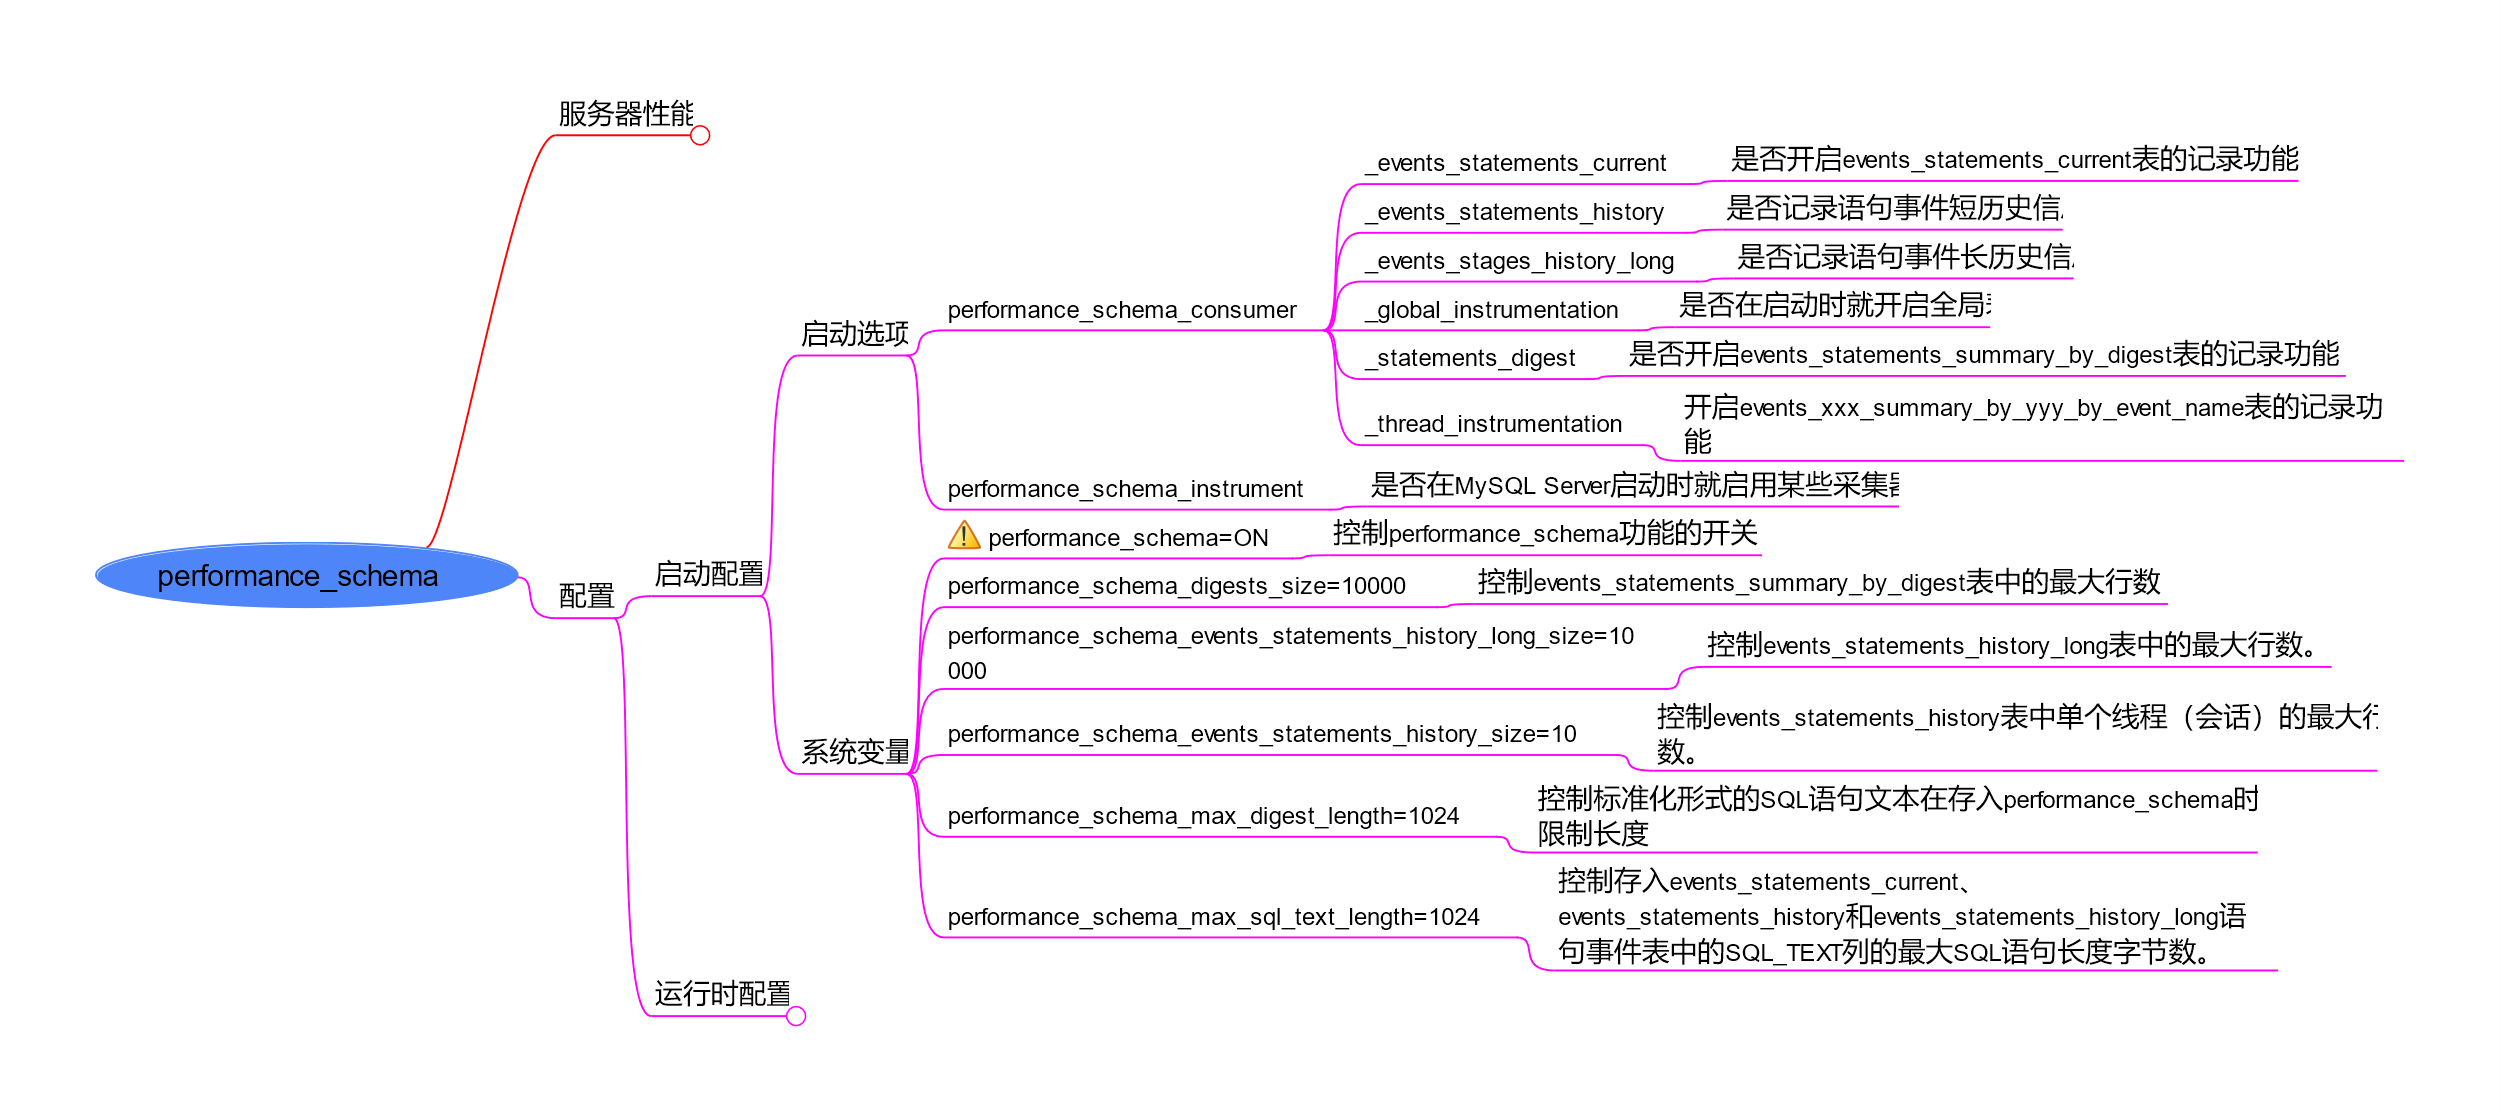 服务器性能
_events_statements_current
是否开启events_statements_current表的记录功能
_events_statements_history
是否记录语句事件短历史信
_events_stages_history_long
是否记录语句事件长历史信
performance_schema_consumer
_global_instrumentation
是否在启动时就开启全局
启动选项
_statements_digest
是否开启events_statements_summary_by_digest表的记录功能
_thread_instrumentation
开启events_xxx_summary_by_yyy_by_event_name表的记录功
能
performance_schema_instrument
是否在MySQL Server启动时就启用某些采集器
performance_schema=ON
控制performance_schema功能的开关
performance_schema
配置
启动配置
performance_schema_digests_size=10000
控制events_statements_summary_by_digest表中的最大行数
performance_schema_events_statements_history_long_size=10
000
控制events_statements_history_long表中的最大行数。
系统变量
performance_schema_events_statements_history_size=10
控制events_statements_history表中单个线程（会话）的最大行
数。
performance_schema_max_digest_length=1024
控制标准化形式的SQL语句文本在存入performance_schema时
限制长度
performance_schema_max_sql_text_length=1024
控制存入events_statements_current、
events_statements_history和events_statements_history_long语
句事件表中的SQL_TEXT列的最大SQL语句长度字节数。
运行时配置